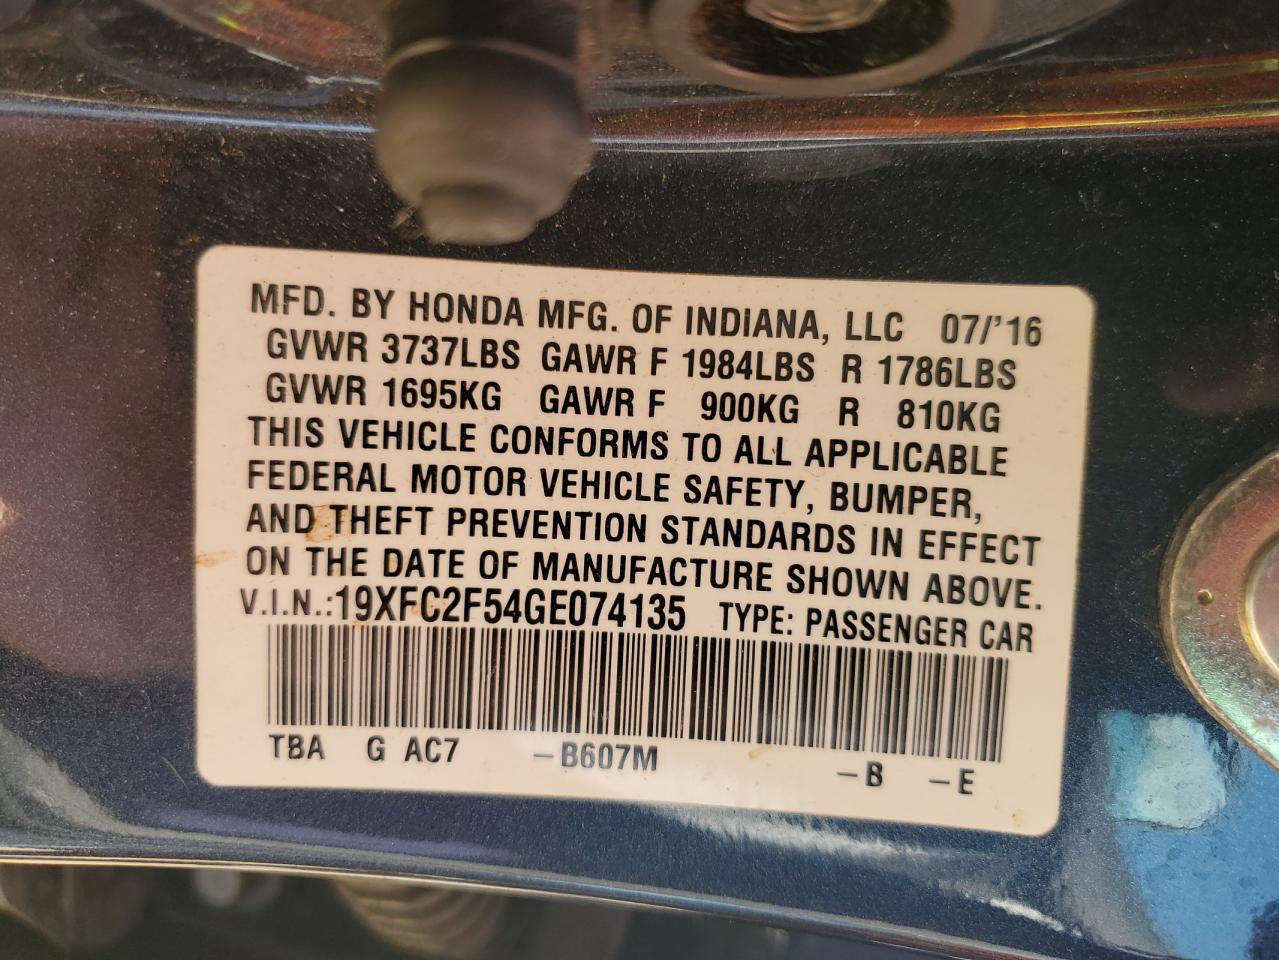 MFD. BY HONDA MFG. OF INDIANA, LLC 07/'16
GVWR 3737LBS GAWR F 1984LBS R 1786LBS
GVWR 1695KG GAWR F 900KG R 810KG
THIS VEHICLE CONFORMS TO ALL APPLICABLE
FEDERAL MOTOR VEHICLE SAFETY, BUMPER,
AND THEFT PREVENTION STANDARDS IN EFFECT
ON THE DATE OF MANUFACTURE SHOWN ABOVE.
V.I.N.:19XFC2F54GE074135 TYPE: PASSENGER CAR
TBA G AC7 -B607M -B -E